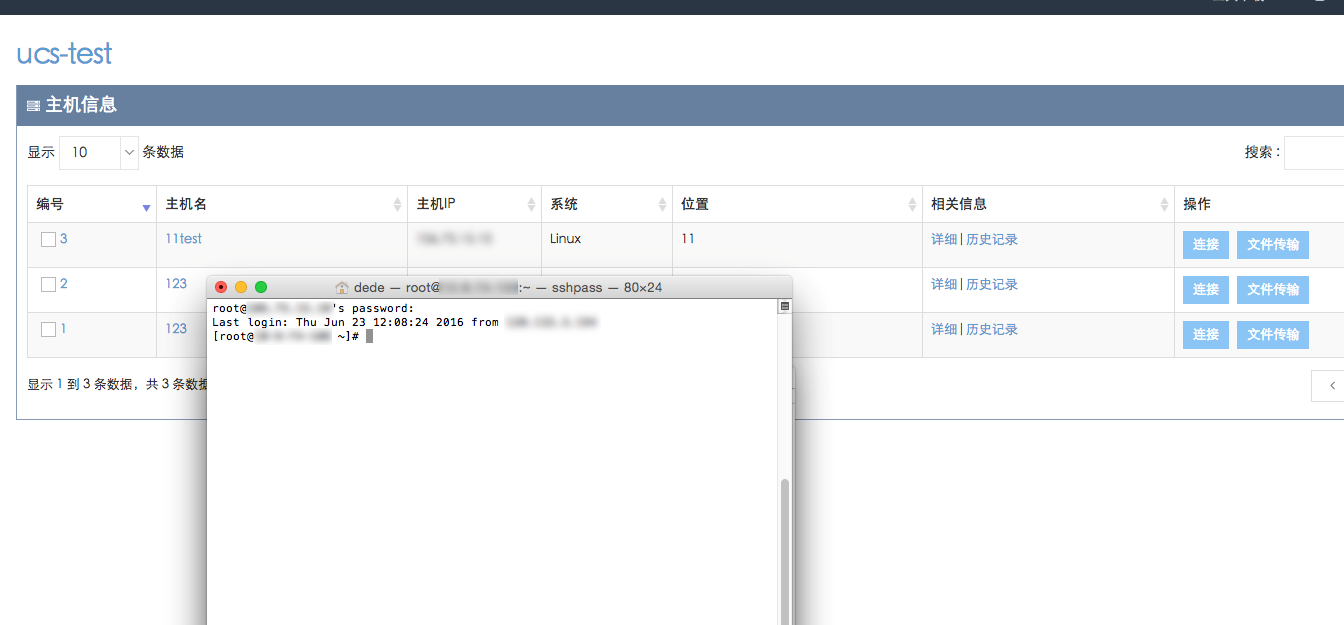 ucs-test
主机信息
显示 10 条数据
搜索：
编号 主机名 主机IP 系统 位置 相关信息 操作
3 11test Linux 11 详细 | 历史记录 连接 文件传输
2 123 详细 | 历史记录 连接 文件传输
1 123 详细 | 历史记录 连接 文件传输
显示 1 到 3 条数据，共 3 条数据
dede — root@ :~ — sshpass — 80×24
root@ 's password:
Last login: Thu Jun 23 12:08:24 2016 from
[root@ ~]#